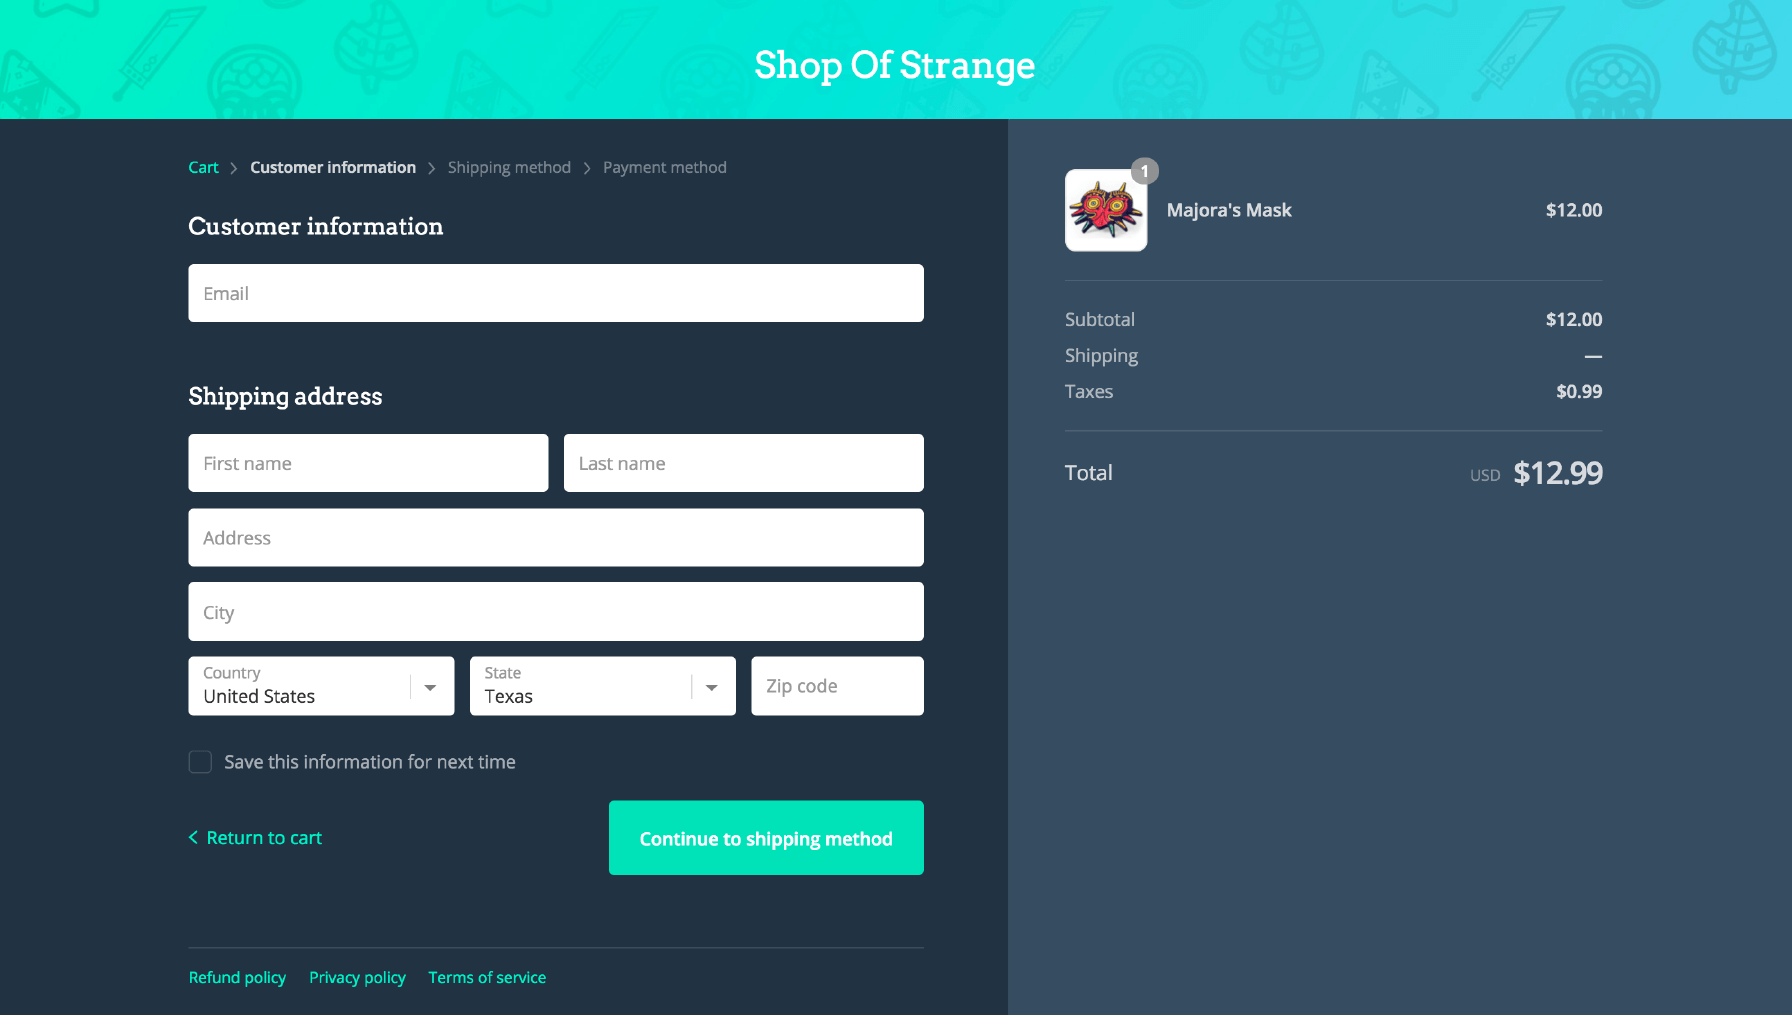 Shop Of Strange
Cart > Customer information > Shipping method > Payment method
Customer information
Email
Shipping address
First name Last name
Address
City
Country State
United States Texas Zip code
Save this information for next time
< Return to cart Continue to shipping method
Refund policy Privacy policy Terms of service
1
Majora's Mask $12.00
Subtotal $12.00
Shipping —
Taxes $0.99
Total USD $12.99